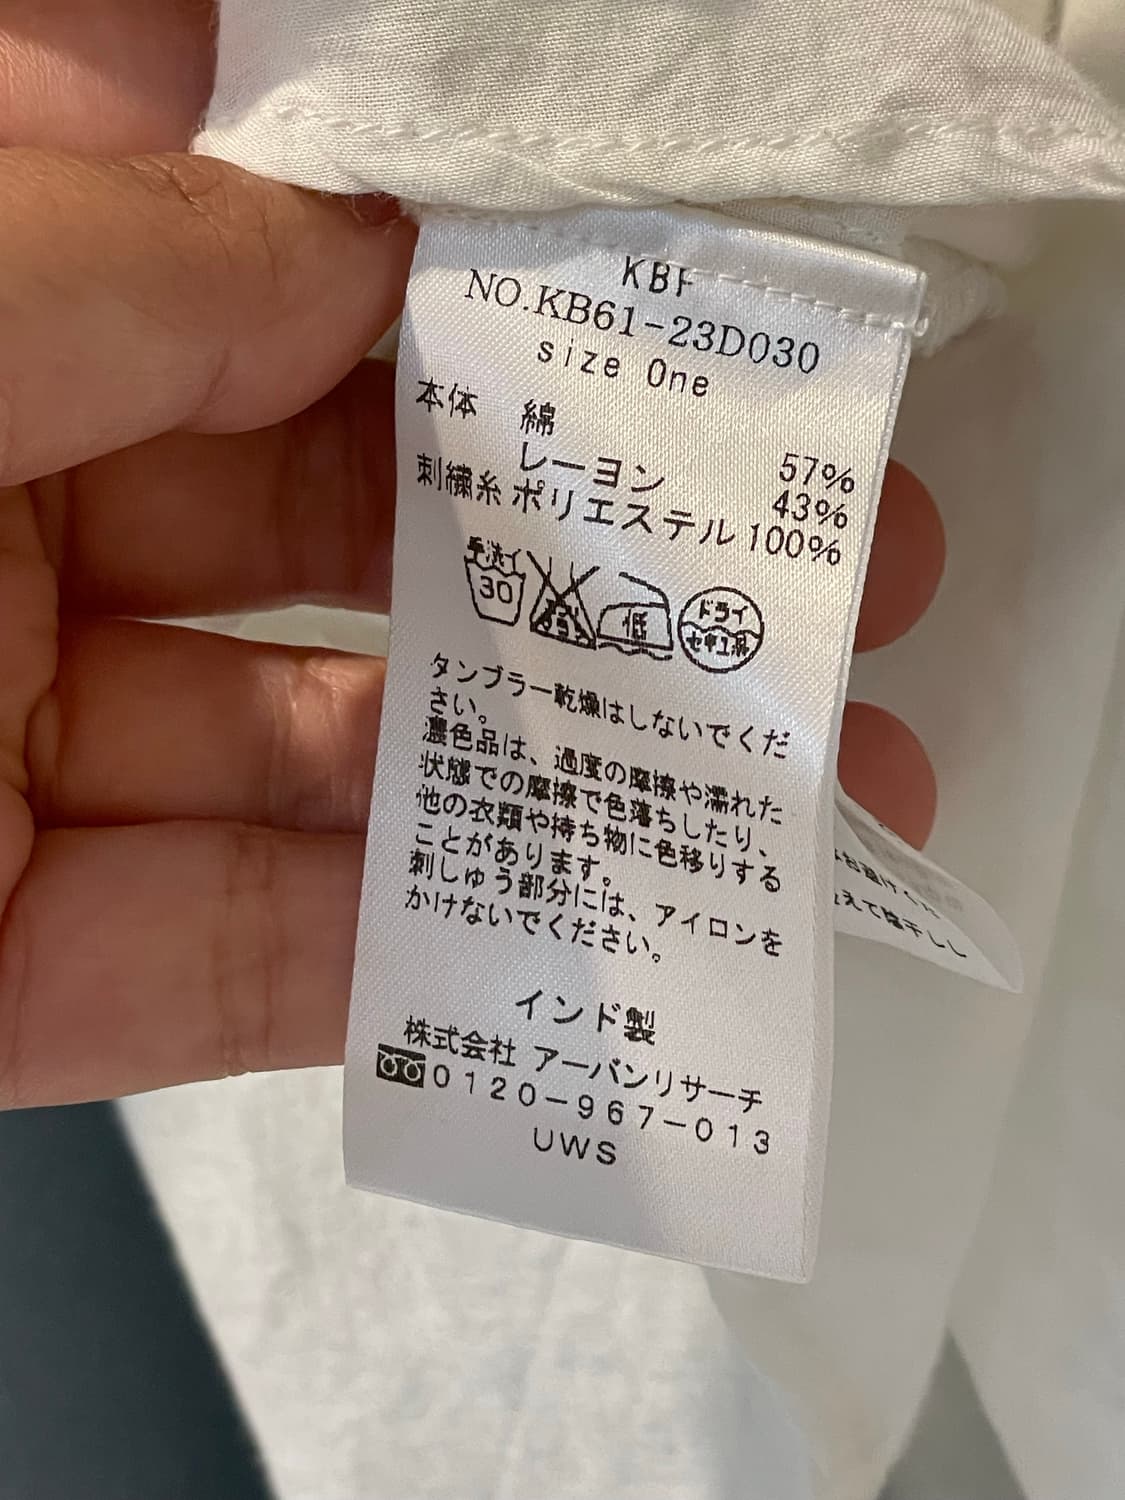 KBF
NO.KB61-23D030
size One
本体 綿 57%
レーヨン 43%
刺繍糸 ポリエステル 100%
手洗イ
30
低
ドライ
セキユ系
タンブラー乾燥はしないでくだ
さい。
濃色品は、過度の摩擦や濡れた
状態での摩擦で色落ちしたり、
他の衣類や持ち物に色移りする
ことがあります。
刺しゅう部分には、アイロンを
かけないでください。
インド製
株式会社 アーバンリサーチ
0120-967-013
UWS
えて陰干しし